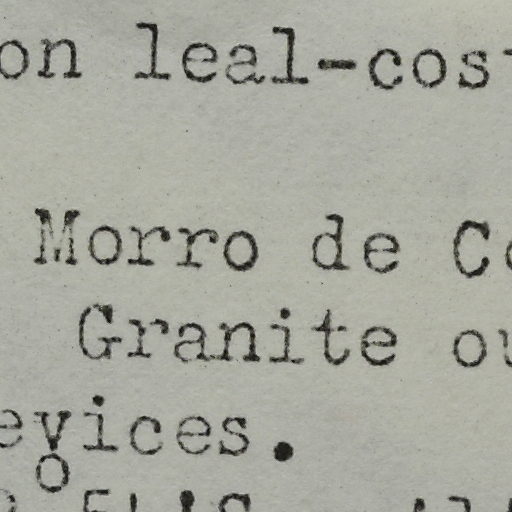 on leal-cos
Morro de C
Granite o
evices.